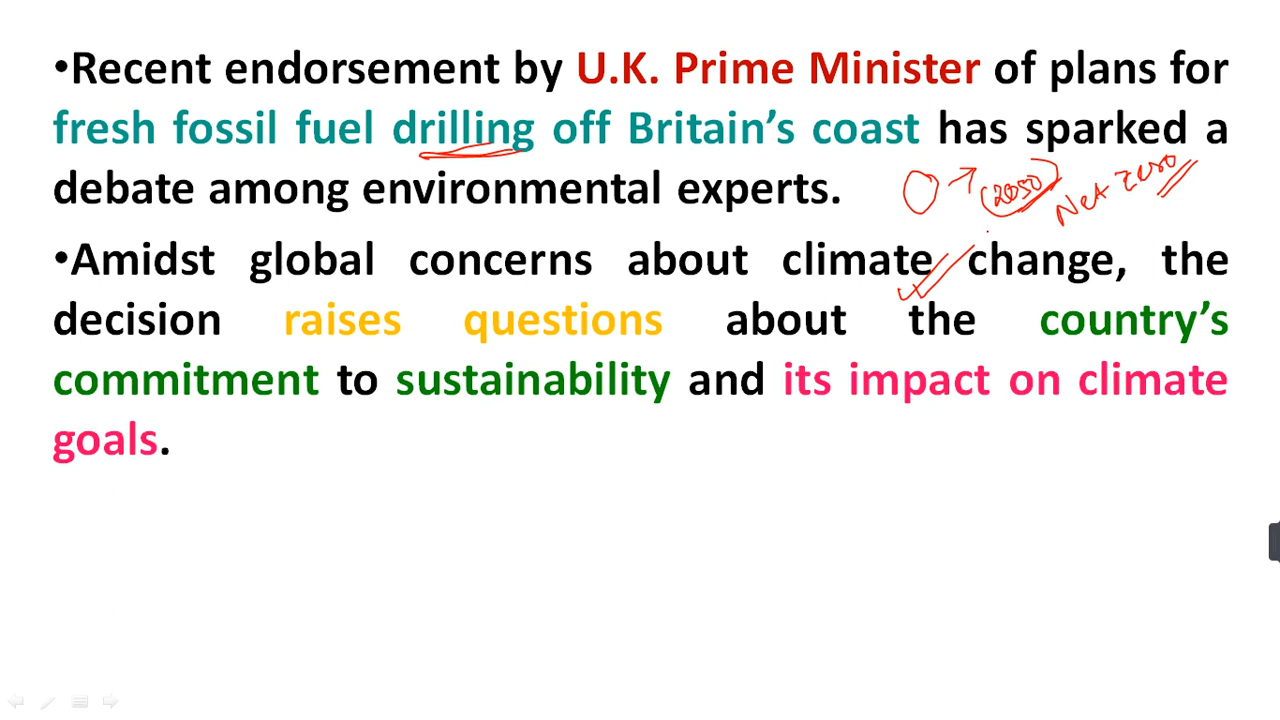 •Recent endorsement by U.K. Prime Minister of plans for
fresh fossil fuel drilling off Britain’s coast has sparked a
debate among environmental experts.
(2050) Net Zero
•Amidst global concerns about climate change, the
decision raises questions about the country’s
commitment to sustainability and its impact on climate
goals.